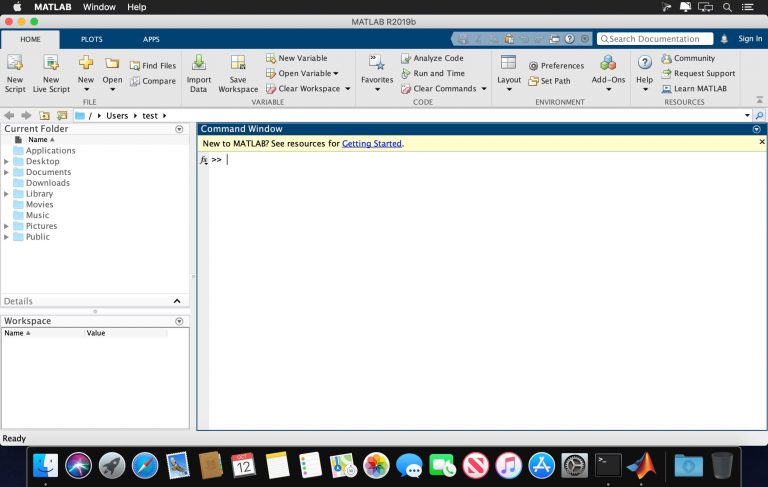 MATLAB Window Help
MATLAB R2019b
HOME PLOTS APPS Search Documentation Sign In
New Script
New Live Script
New
Open
Find Files
Compare
FILE
Import Data
Save Workspace
New Variable
Open Variable
Clear Workspace
VARIABLE
Favorites
Analyze Code
Run and Time
Clear Commands
CODE
Layout
Preferences
Set Path
Add-Ons
ENVIRONMENT
Help
Community
Request Support
Learn MATLAB
RESOURCES
/ Users test
Current Folder
Name
Applications
Desktop
Documents
Downloads
Library
Movies
Music
Pictures
Public
Details
Workspace
Name Value
Command Window
New to MATLAB? See resources for Getting Started.
fx >>
Ready
OCT
12